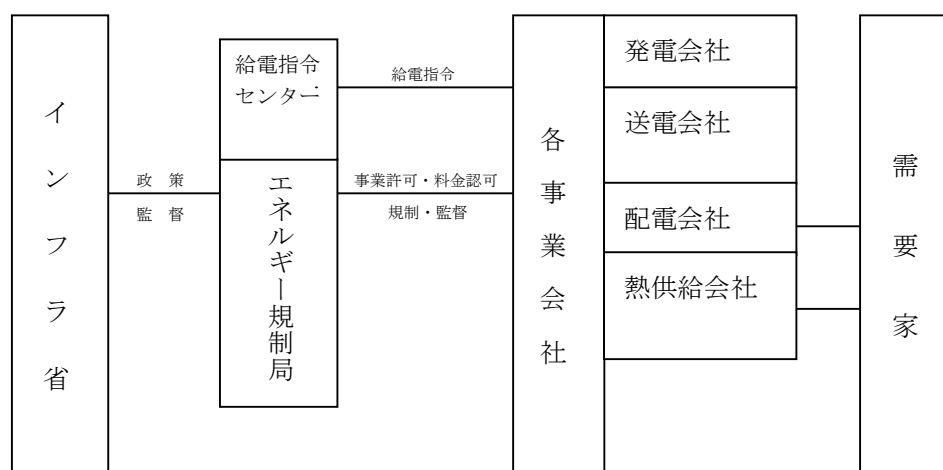 インフラ省
政　策
監　督
給電指令
センター
エネルギー規制局
給電指令
事業許可・料金認可
規制・監督
各事業会社
発電会社
送電会社
配電会社
熱供給会社
需要家